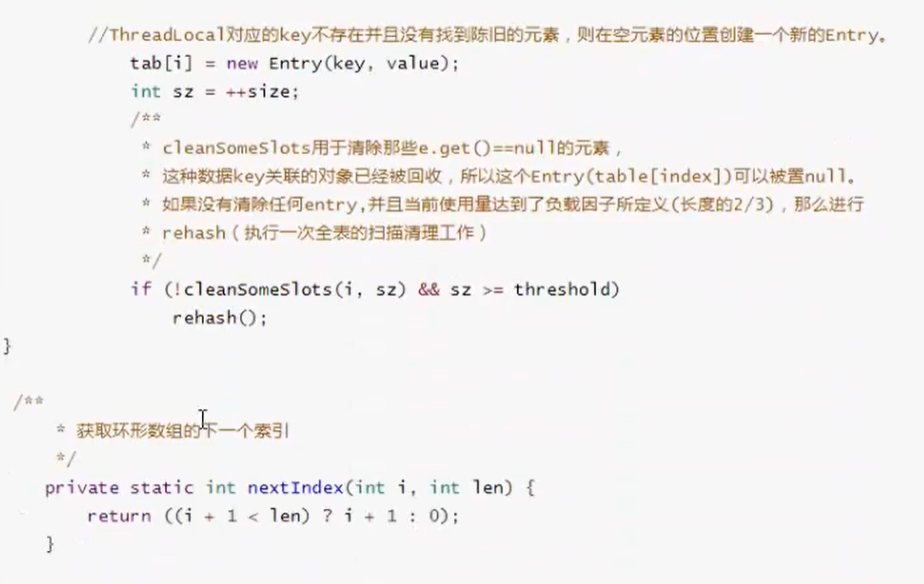 //ThreadLocal对应的key不存在并且没有找到陈旧的元素，则在空元素的位置创建一个新的Entry。
tab[i] = new Entry(key, value);
int sz = ++size;
/**
* cleanSomeSlots用于清除那些e.get()==null的元素，
* 这种数据key关联的对象已经被回收，所以这个Entry(table[index])可以被置null。
* 如果没有清除任何entry,并且当前使用量达到了负载因子所定义(长度的2/3)，那么进行
* rehash（执行一次全表的扫描清理工作）
*/
if (!cleanSomeSlots(i, sz) && sz >= threshold)
rehash();
}
/**
* 获取环形数组的下一个索引
*/
private static int nextIndex(int i, int len) {
return ((i + 1 < len) ? i + 1 : 0);
}